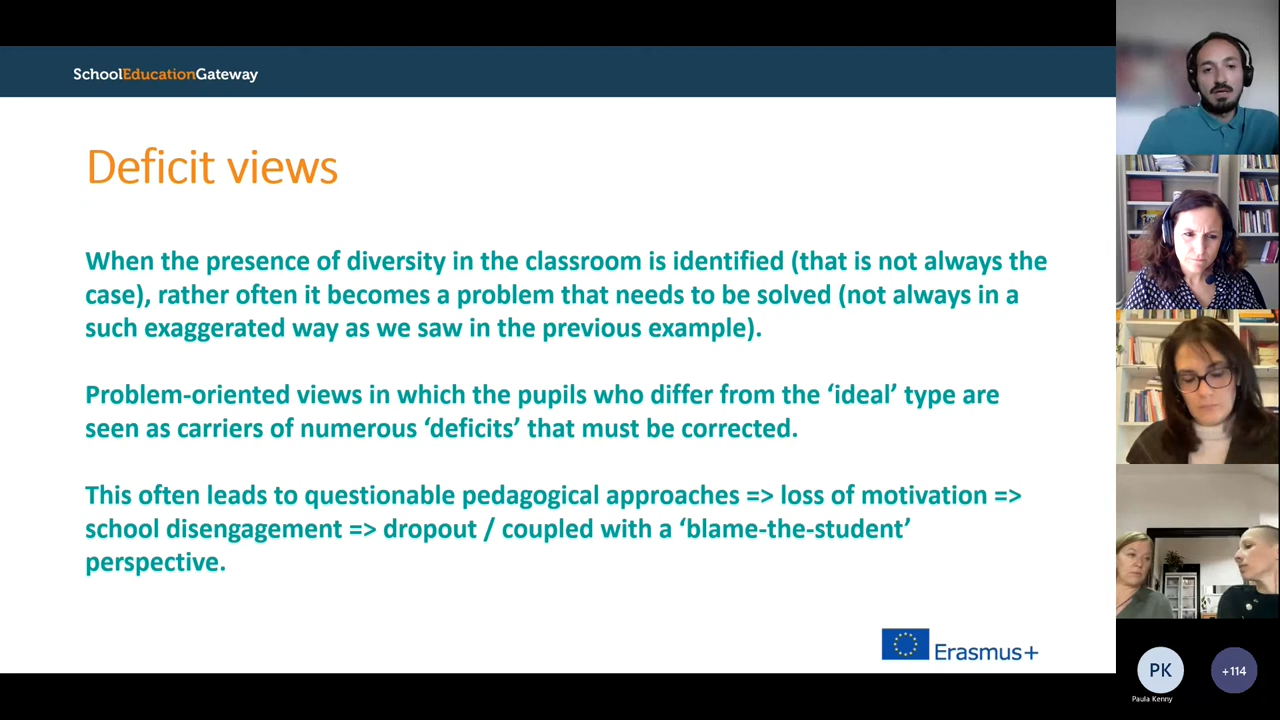 SchoolEducationGateway
Deficit views
When the presence of diversity in the classroom is identified (that is not always the
case), rather often it becomes a problem that needs to be solved (not always in a
such exaggerated way as we saw in the previous example).
Problem-oriented views in which the pupils who differ from the ‘ideal’ type are
seen as carriers of numerous ‘deficits’ that must be corrected.
This often leads to questionable pedagogical approaches => loss of motivation =>
school disengagement => dropout / coupled with a ‘blame-the-student’
perspective.
Erasmus+
PK
+114
Paula Kenny